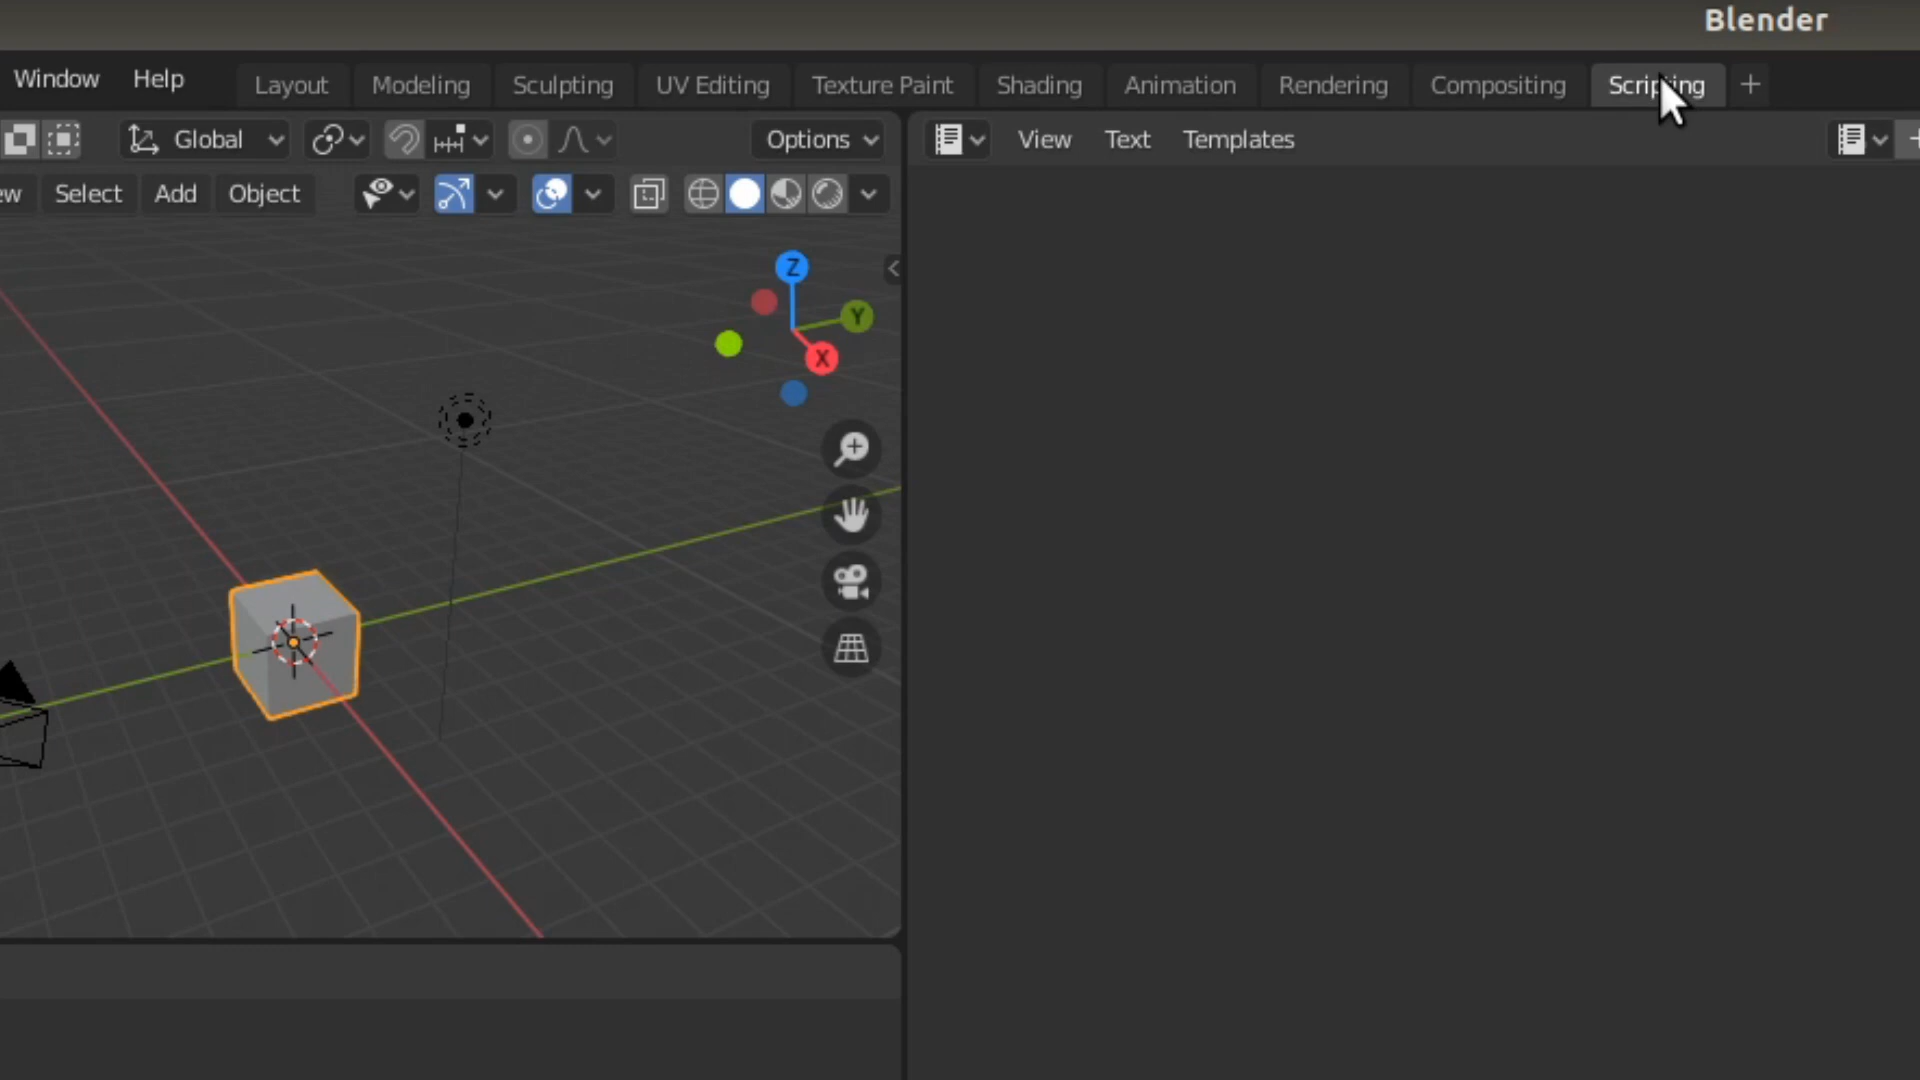 Blender
Window Help Layout Modeling Sculpting UV Editing Texture Paint Shading Animation Rendering Compositing Scripting +
Global Options View Text Templates
ew Select Add Object
Z
Y
X